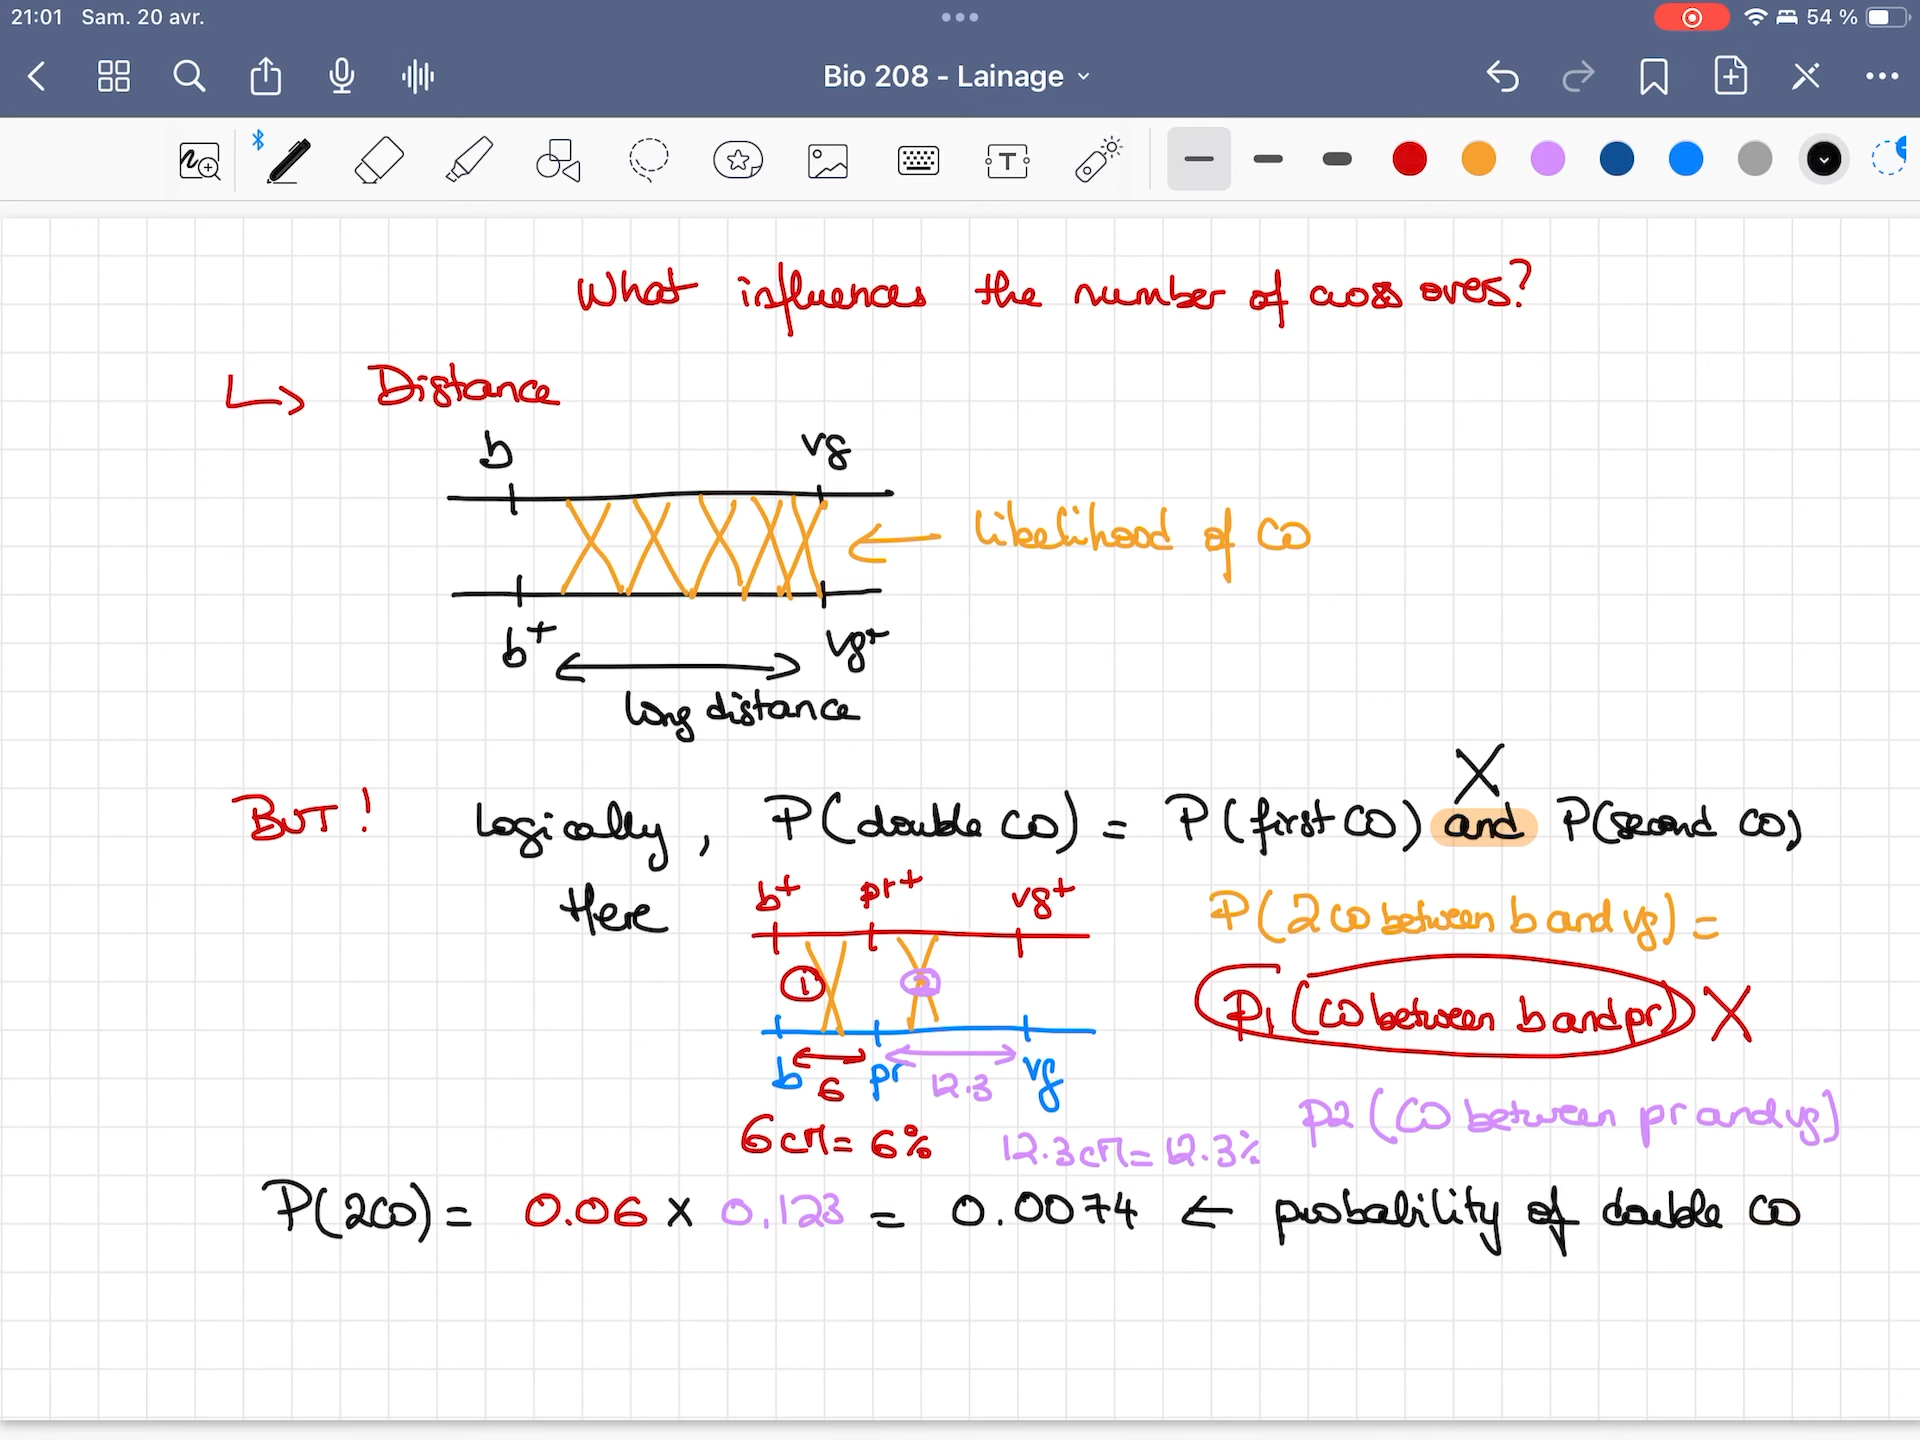 21:01 Sam. 20 avr.
54 %
Bio 208 - Lainage
T
What influences the number of cross overs?
↳ Distance
b vg
← likelihood of CO
b+ vg+
long distance
X
BUT! Logically, P(double CO) = P(first CO) and P(second CO)
Here
b+ pr+ vg+
P(2CO between b and vg) =
①
P1 (CO between b and pr) X
b 6 pr 12.3 vg
P2 (CO between pr and vg)
6cM = 6% 12.3cM = 12.3%
P(2CO) = 0.06 x 0.123 = 0.0074 ← probability of double CO